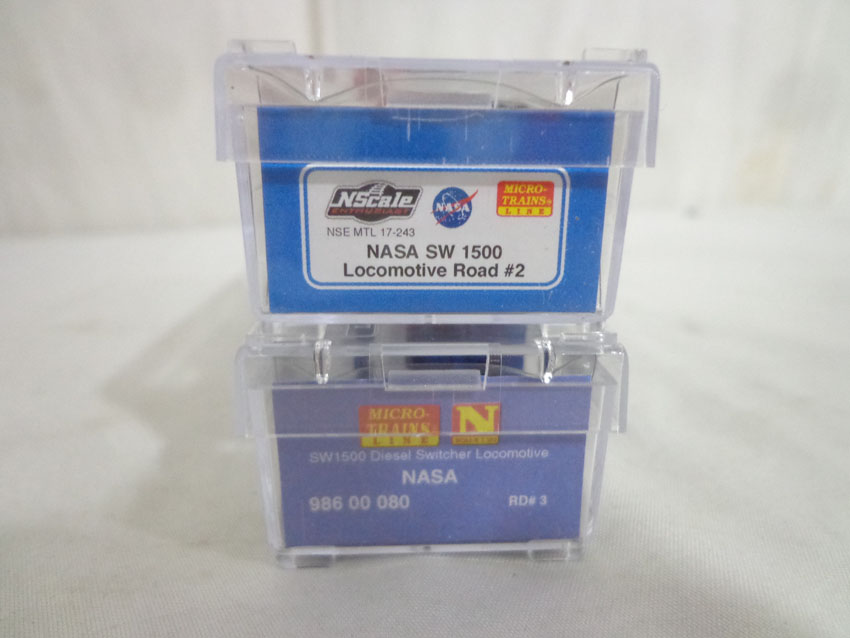 NScale
ENTHUSIAST
NASA
MICRO-
TRAINS®
LINE
NSE MTL 17-243
NASA SW 1500
Locomotive Road #2
MICRO-
TRAINS
LINE
N
SW1500 Diesel Switcher Locomotive
NASA
986 00 080
RD# 3